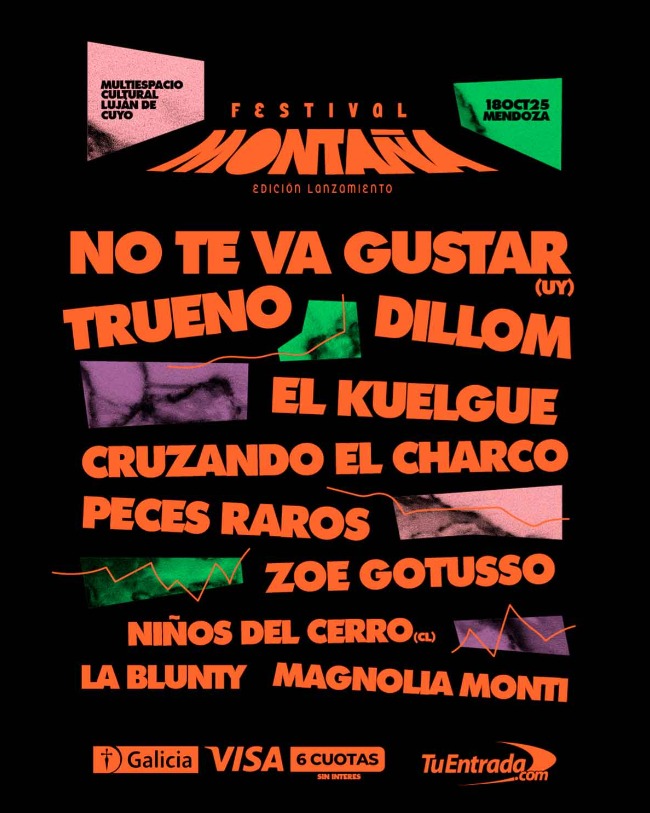 MULTIESPACIO
CULTURAL
LUJÁN DE
CUYO
18OCT25
MENDOZA
FESTIVAL
MONTAÑA
EDICIÓN LANZAMIENTO
NO TE VA GUSTAR
(UY)
TRUENO
DILLOM
EL KUELGUE
CRUZANDO EL CHARCO
PECES RAROS
ZOE GOTUSSO
NIÑOS DEL CERRO (CL)
LA BLUNTY MAGNOLIA MONTI
Galicia VISA 6 CUOTAS
SIN INTERES
TuEntrada
.com